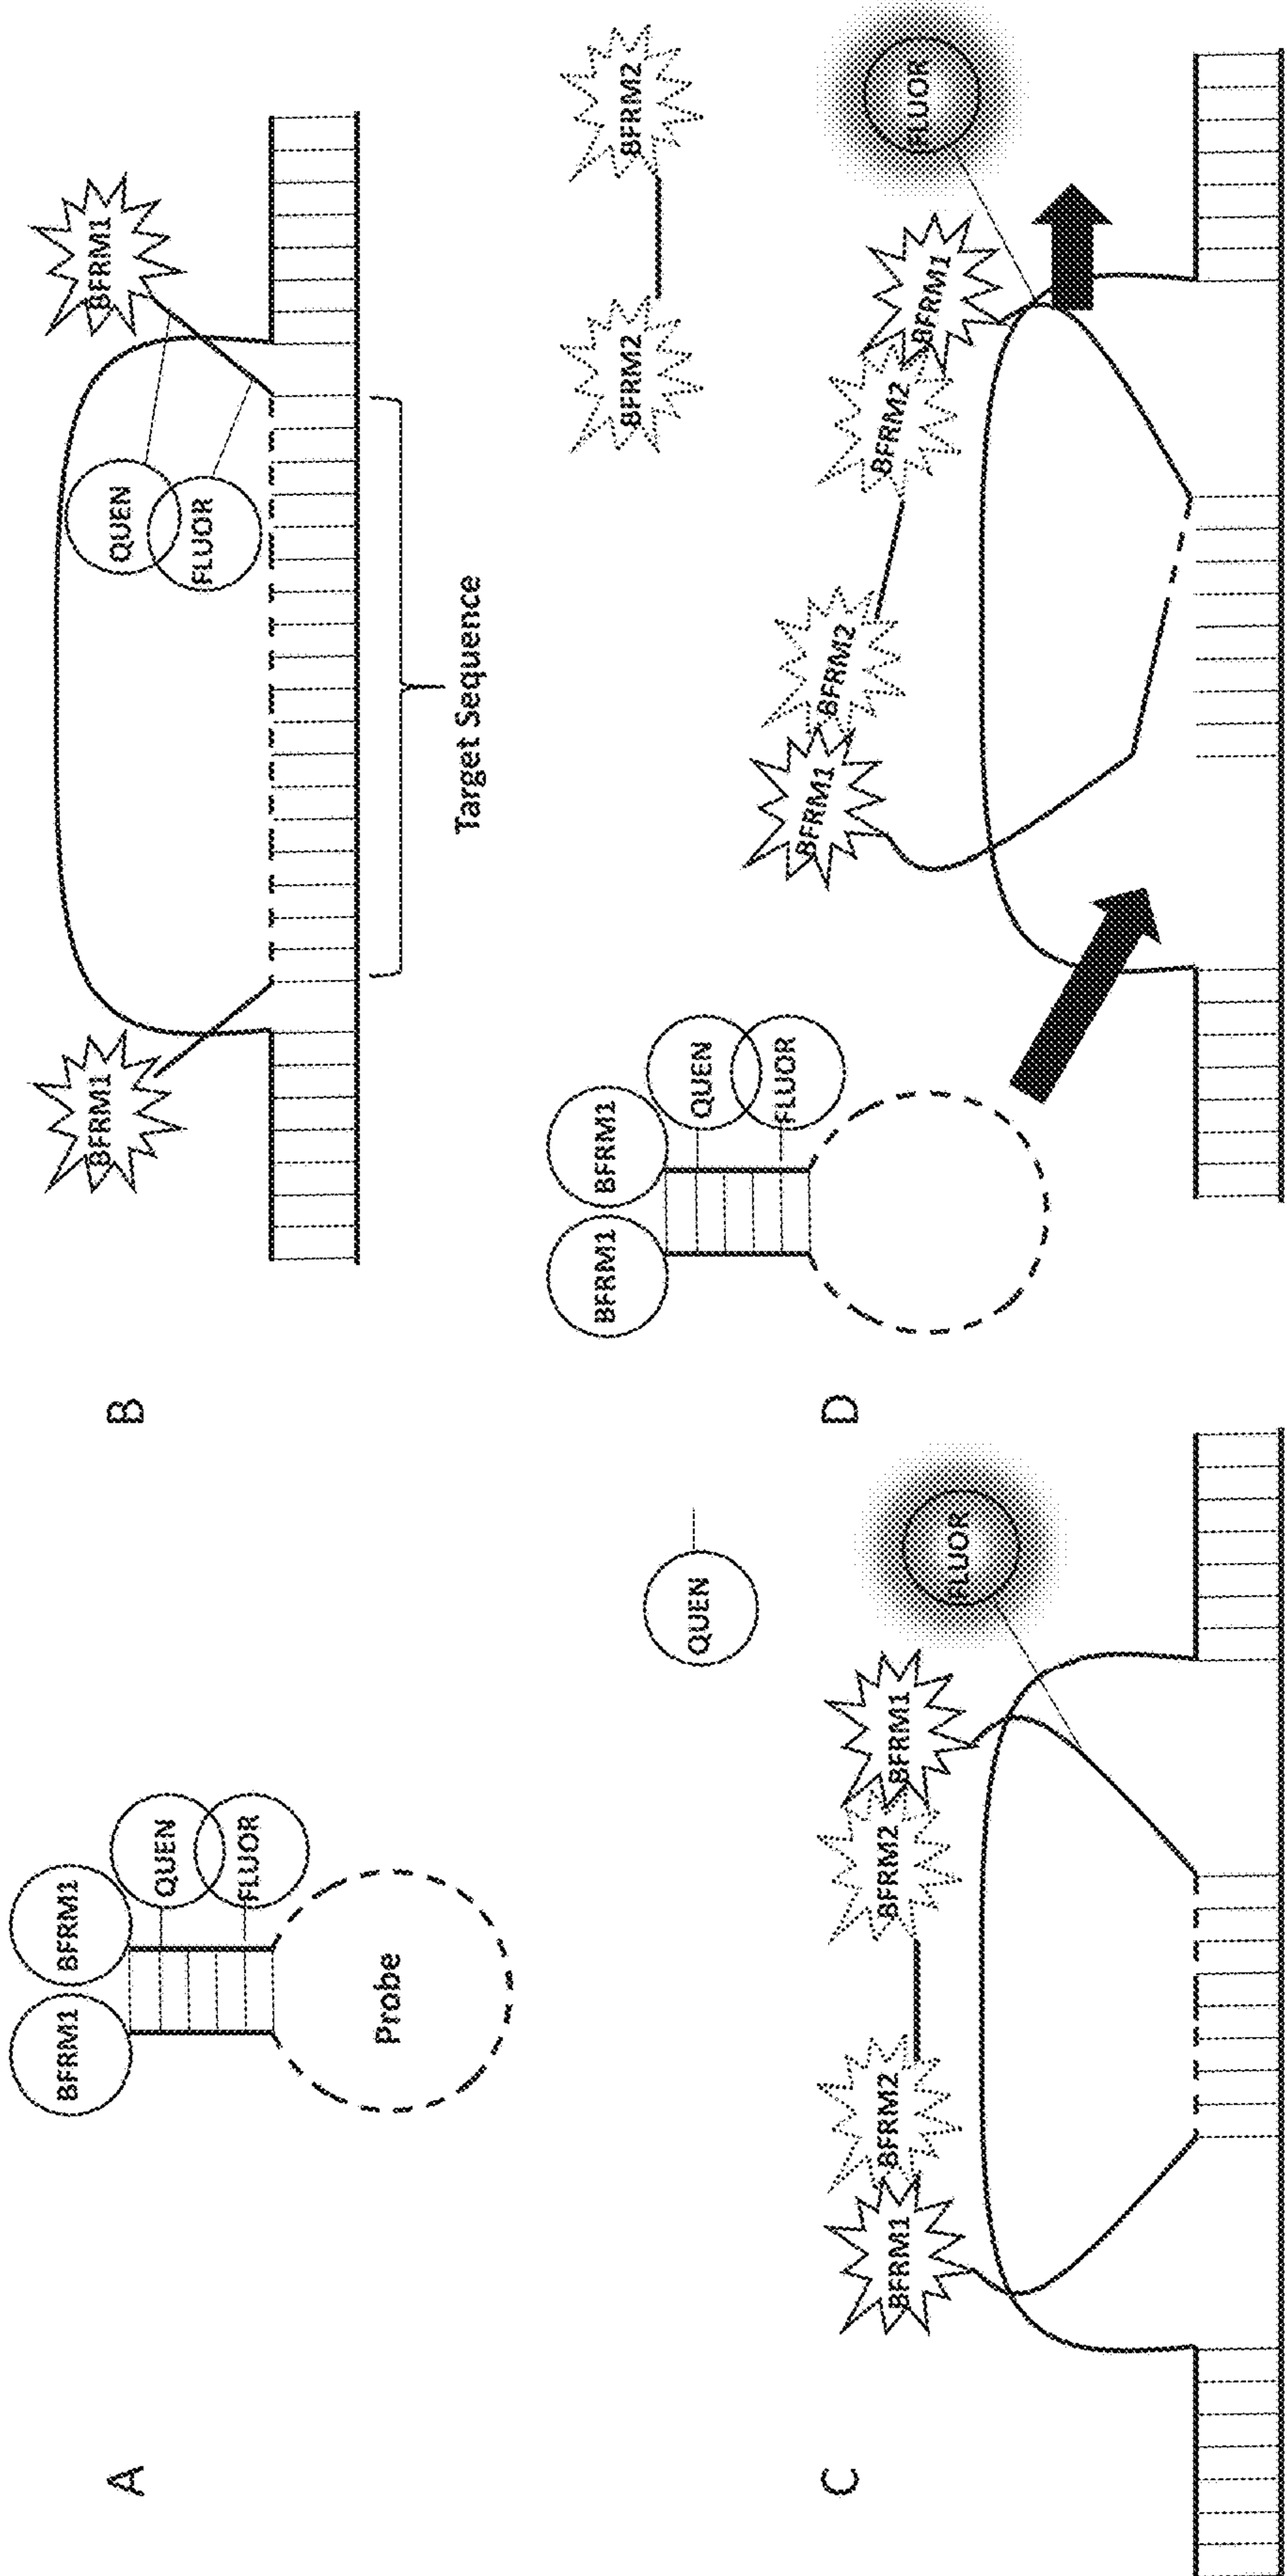 A
BFRM1
BFRM1
QUEN
FLUOR
Probe
B
BFRM1
BFRM1
QUEN
FLUOR
Target Sequence
C
QUEN
BFRM1
BFRM2
BFRM2
BFRM1
FLUOR
D
BFRM1
BFRM1
QUEN
FLUOR
BFRM2
BFRM2
BFRM1
BFRM2
BFRM2
BFRM1
FLUOR